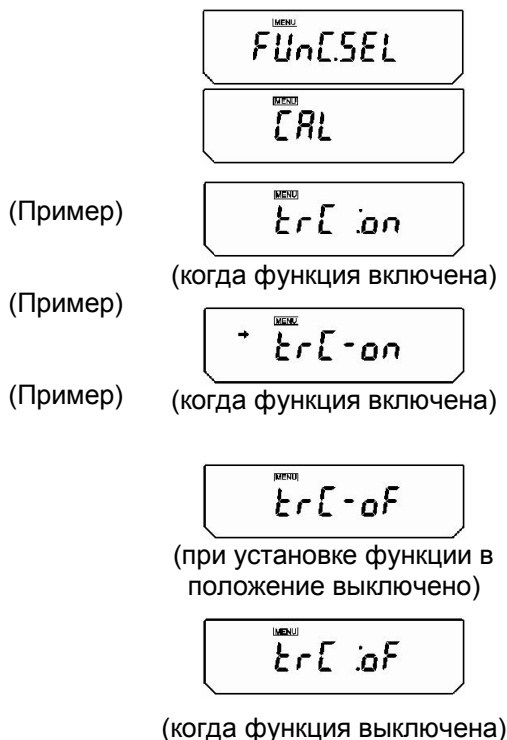 MENU
FUnC.SEL
MENU
CAL
(Пример)
MENU
trC :on
(когда функция включена)
(Пример)
MENU
➔ trC-on
(Пример)
(когда функция включена)
MENU
trC-oF
(при установке функции в
положение выключено)
MENU
trC :oF
(когда функция выключена)